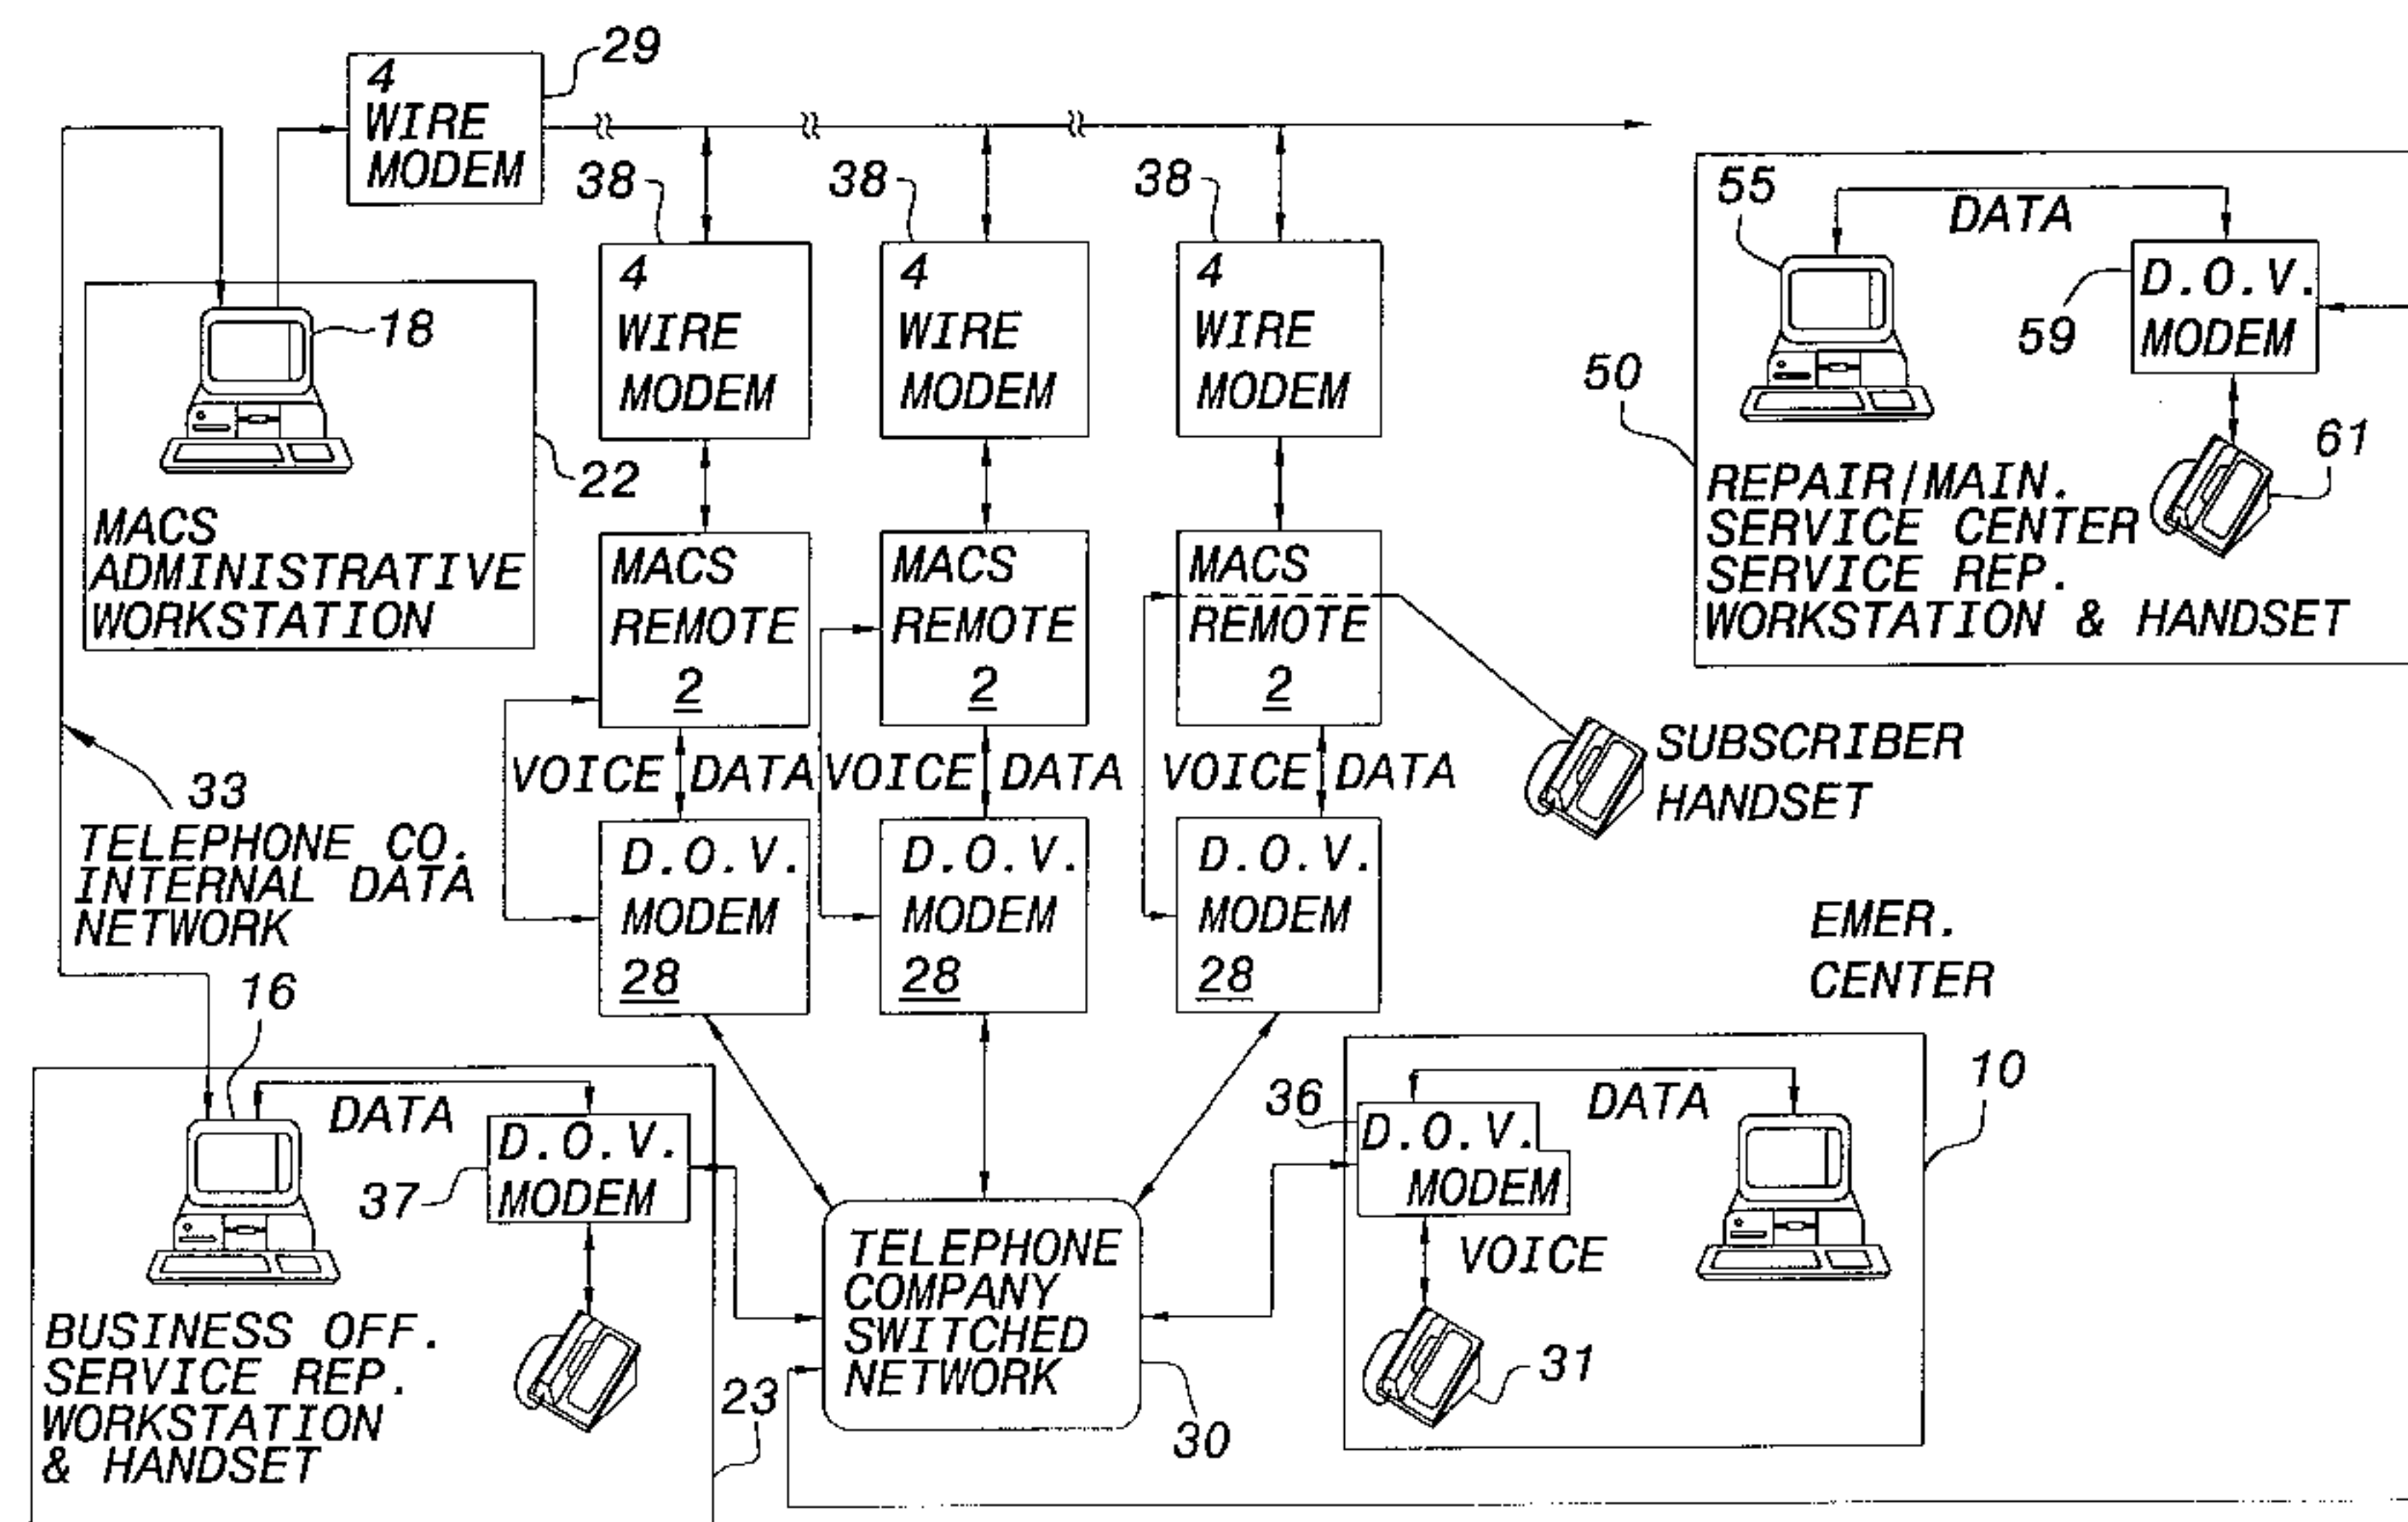 29
4
WIRE
MODEM
38
38
38
4
WIRE
MODEM
4
WIRE
MODEM
4
WIRE
MODEM
18
22
MACS
ADMINISTRATIVE
WORKSTATION
55
DATA
D.O.V.
MODEM
59
50
61
REPAIR/MAIN.
SERVICE CENTER
SERVICE REP.
WORKSTATION & HANDSET
MACS
REMOTE
2
MACS
REMOTE
2
MACS
REMOTE
2
SUBSCRIBER
HANDSET
VOICE DATA
VOICE DATA
VOICE DATA
33
TELEPHONE CO.
INTERNAL DATA
NETWORK
D.O.V.
MODEM
28
D.O.V.
MODEM
28
D.O.V.
MODEM
28
EMER.
CENTER
16
DATA
D.O.V.
MODEM
37
BUSINESS OFF.
SERVICE REP.
WORKSTATION
& HANDSET
23
TELEPHONE
COMPANY
SWITCHED
NETWORK
30
36
D.O.V.
MODEM
DATA
10
VOICE
31